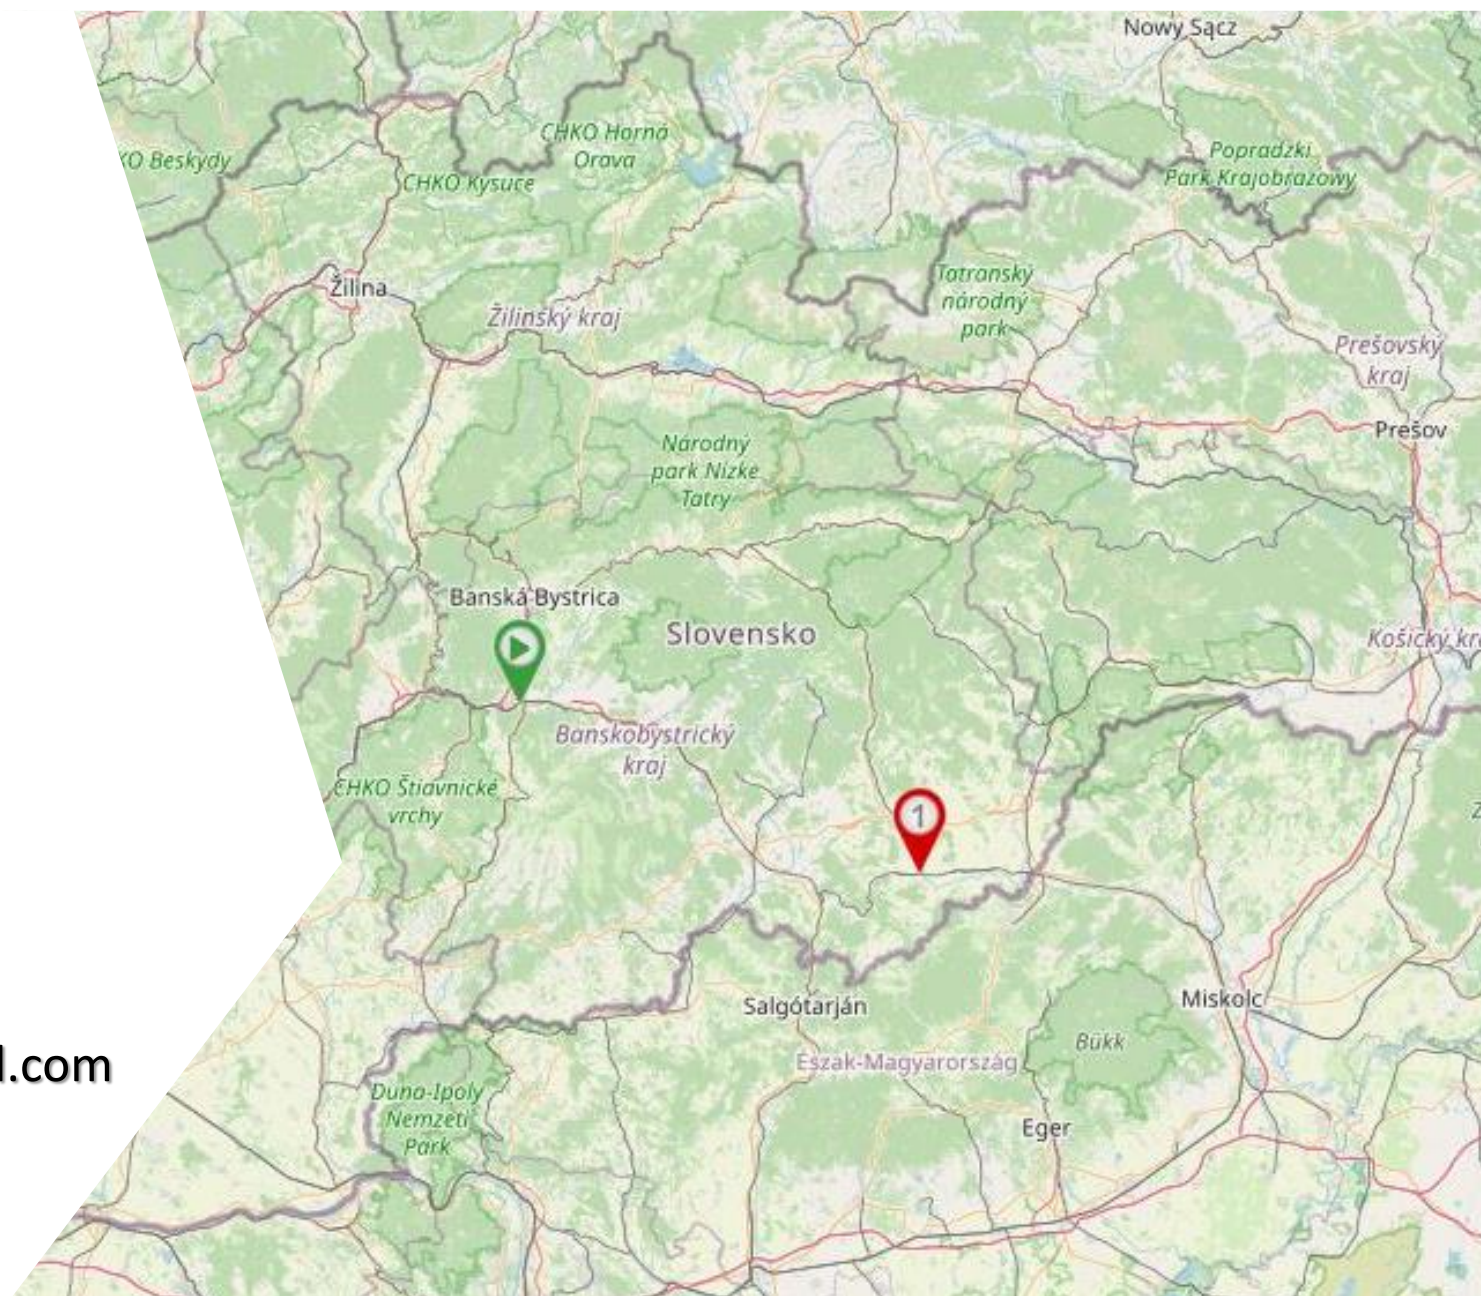 Nowy Sącz
CHKO Horná
Orava
KO Beskydy
CHKO Kysuce
Popradzki
Park Krajobrazowy
Tatranský
národný
park
Žilina
Žilinský kraj
Prešovský
kraj
Prešov
Národný
park Nízke
Tatry
Banská Bystrica
Slovensko
Košický kr
Banskobystrický
kraj
CHKO Štiavnické
vrchy
1
Salgótarján
Miskolc
Bükk
Észak-Magyarország
l.com
Duna-Ipoly
Nemzeti
Park
Eger